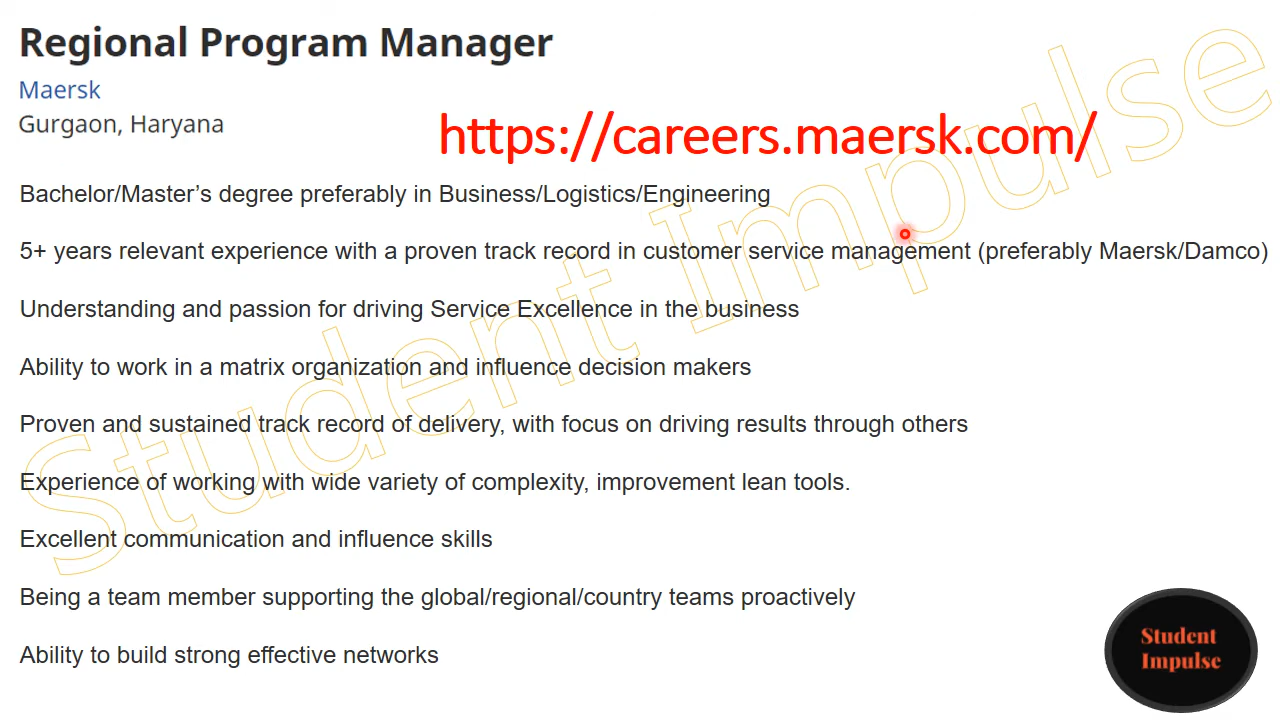 Regional Program Manager
Maersk
Gurgaon, Haryana
https://careers.maersk.com/
Bachelor/Master’s degree preferably in Business/Logistics/Engineering
5+ years relevant experience with a proven track record in customer service management (preferably Maersk/Damco)
Understanding and passion for driving Service Excellence in the business
Ability to work in a matrix organization and influence decision makers
Proven and sustained track record of delivery, with focus on driving results through others
Experience of working with wide variety of complexity, improvement lean tools.
Excellent communication and influence skills
Being a team member supporting the global/regional/country teams proactively
Ability to build strong effective networks
Student Impulse
Student
Impulse